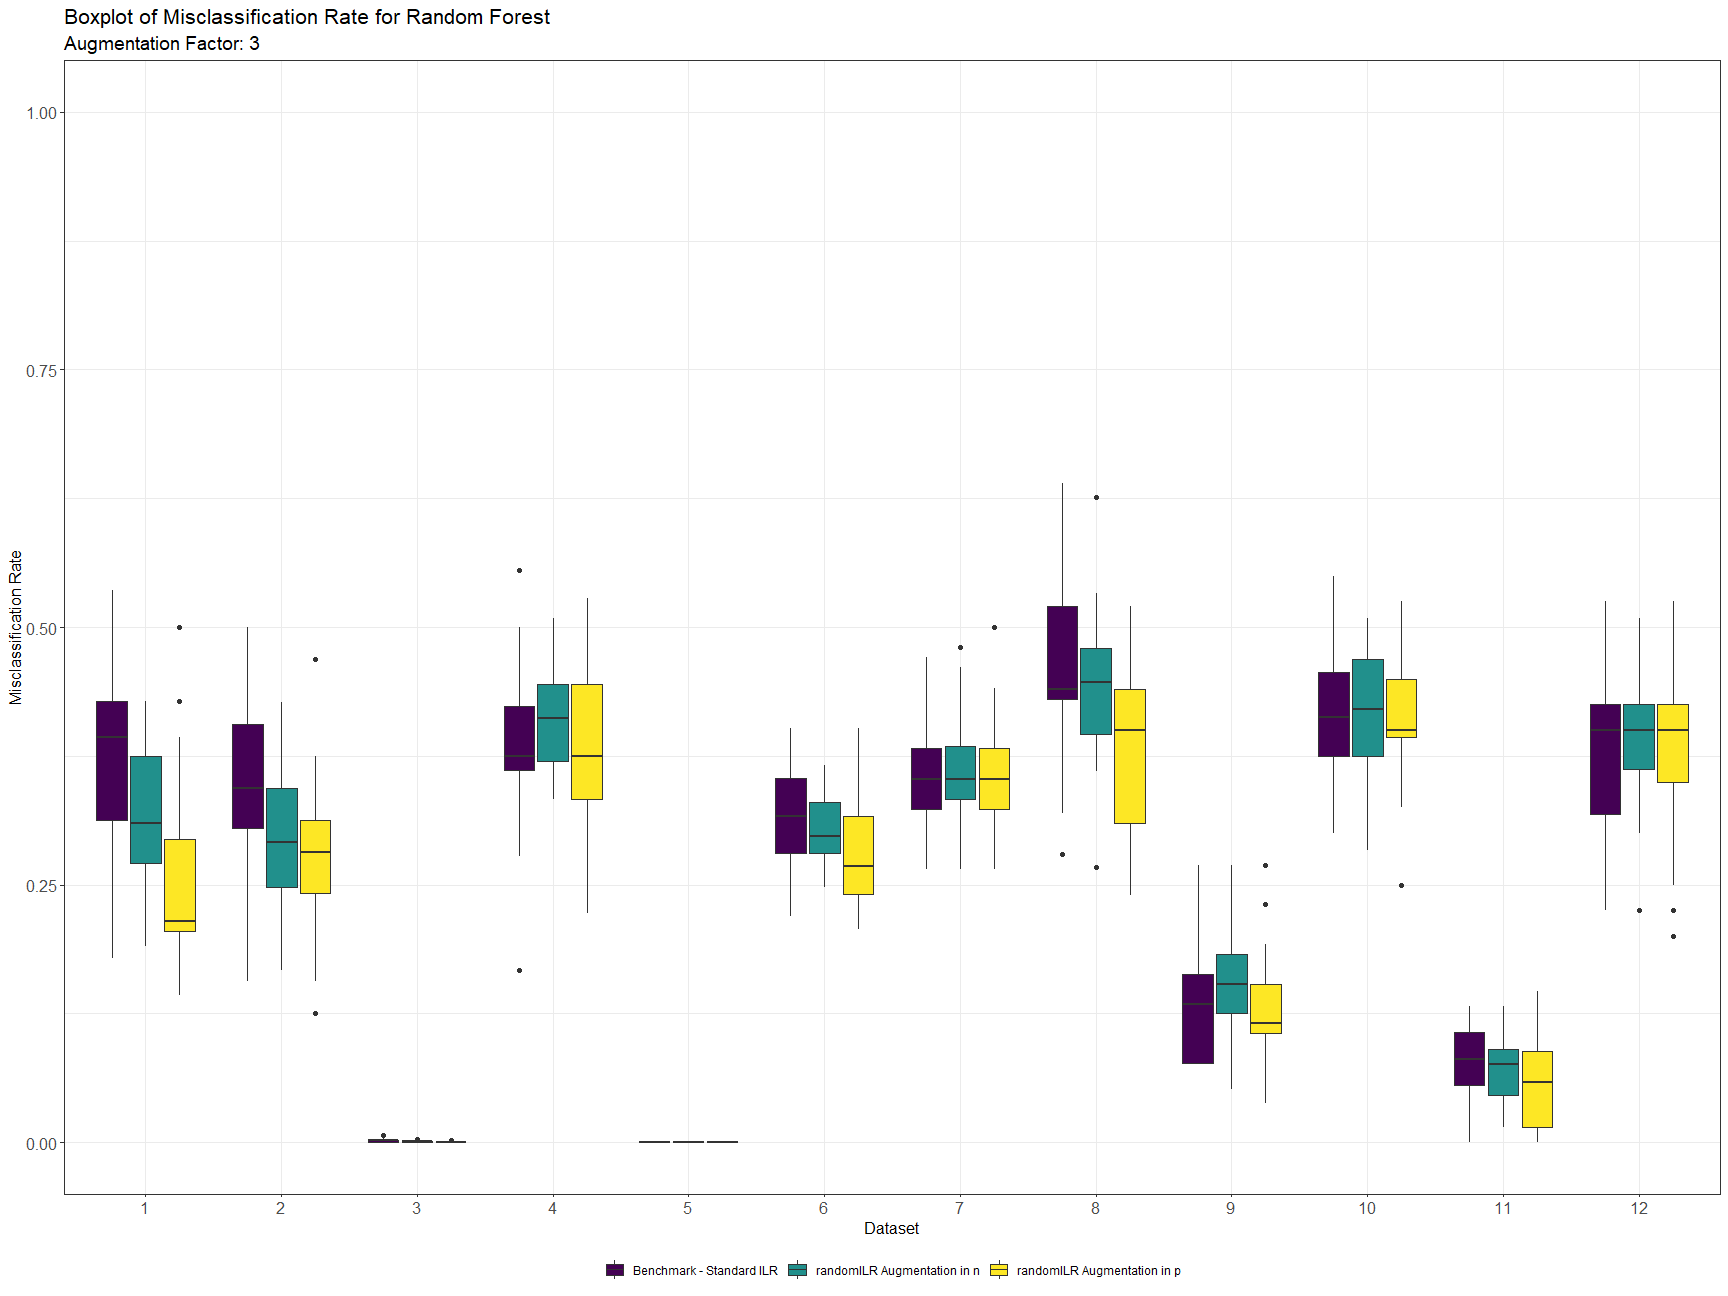 Boxplot of Misclassification Rate for Random Forest
Augmentation Factor: 3
1.00
0.75
0.50
0.25
0.00
Misclassification Rate
1 2 3 4 5 6 7 8 9 10 11 12
Dataset
Benchmark - Standard ILR randomILR Augmentation in n randomILR Augmentation in p